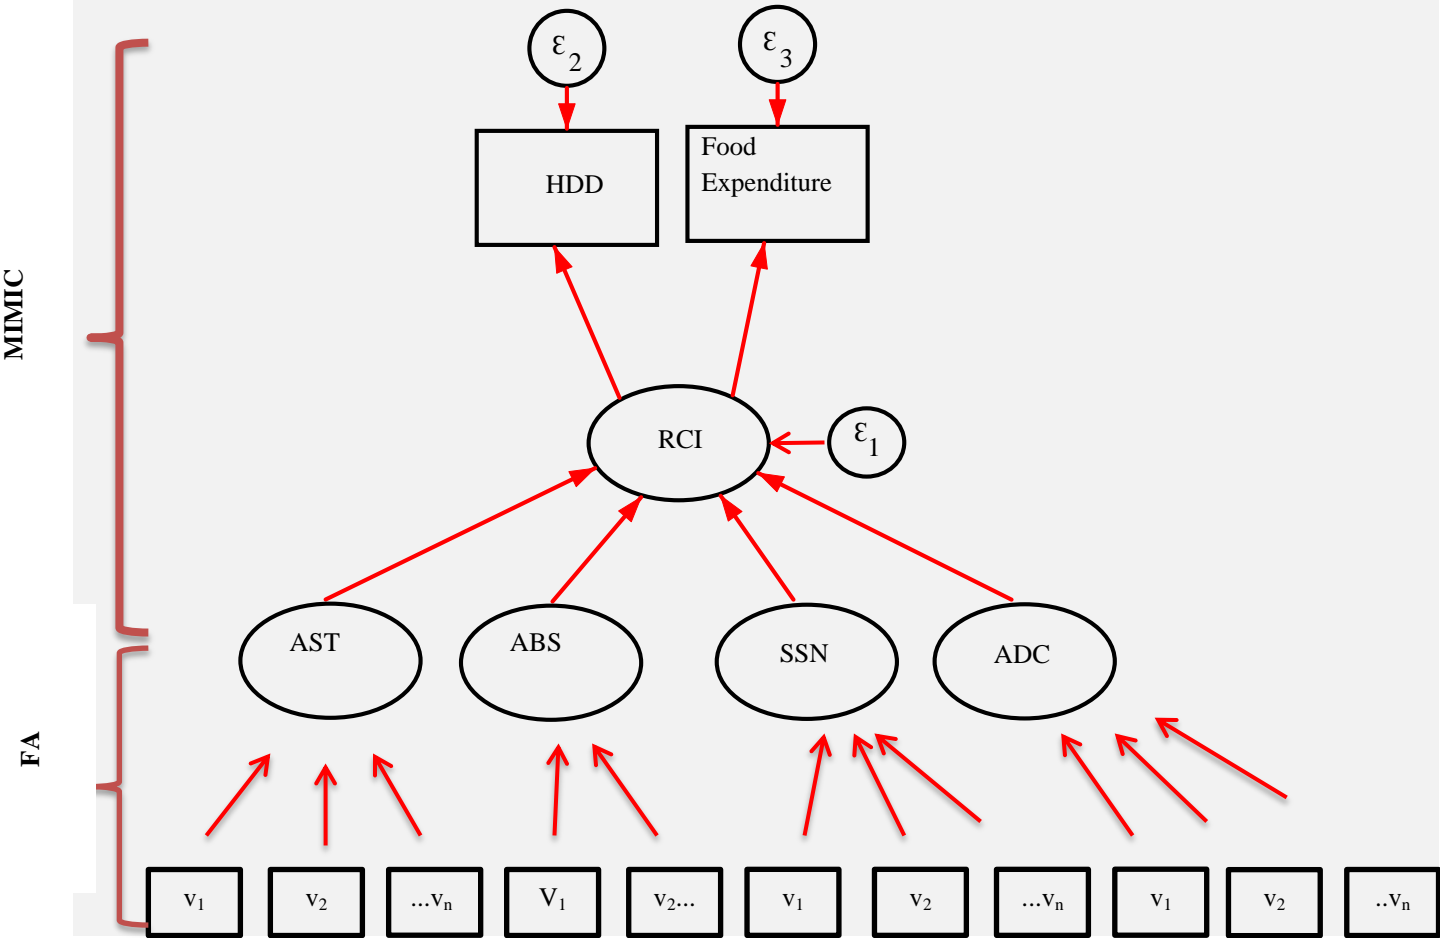 ε2
ε3
HDD
Food
Expenditure
MIMIC
RCI
ε1
AST
ABS
SSN
ADC
FA
v1
v2
...vn
V1
v2...
v1
v2
...vn
v1
v2
..vn